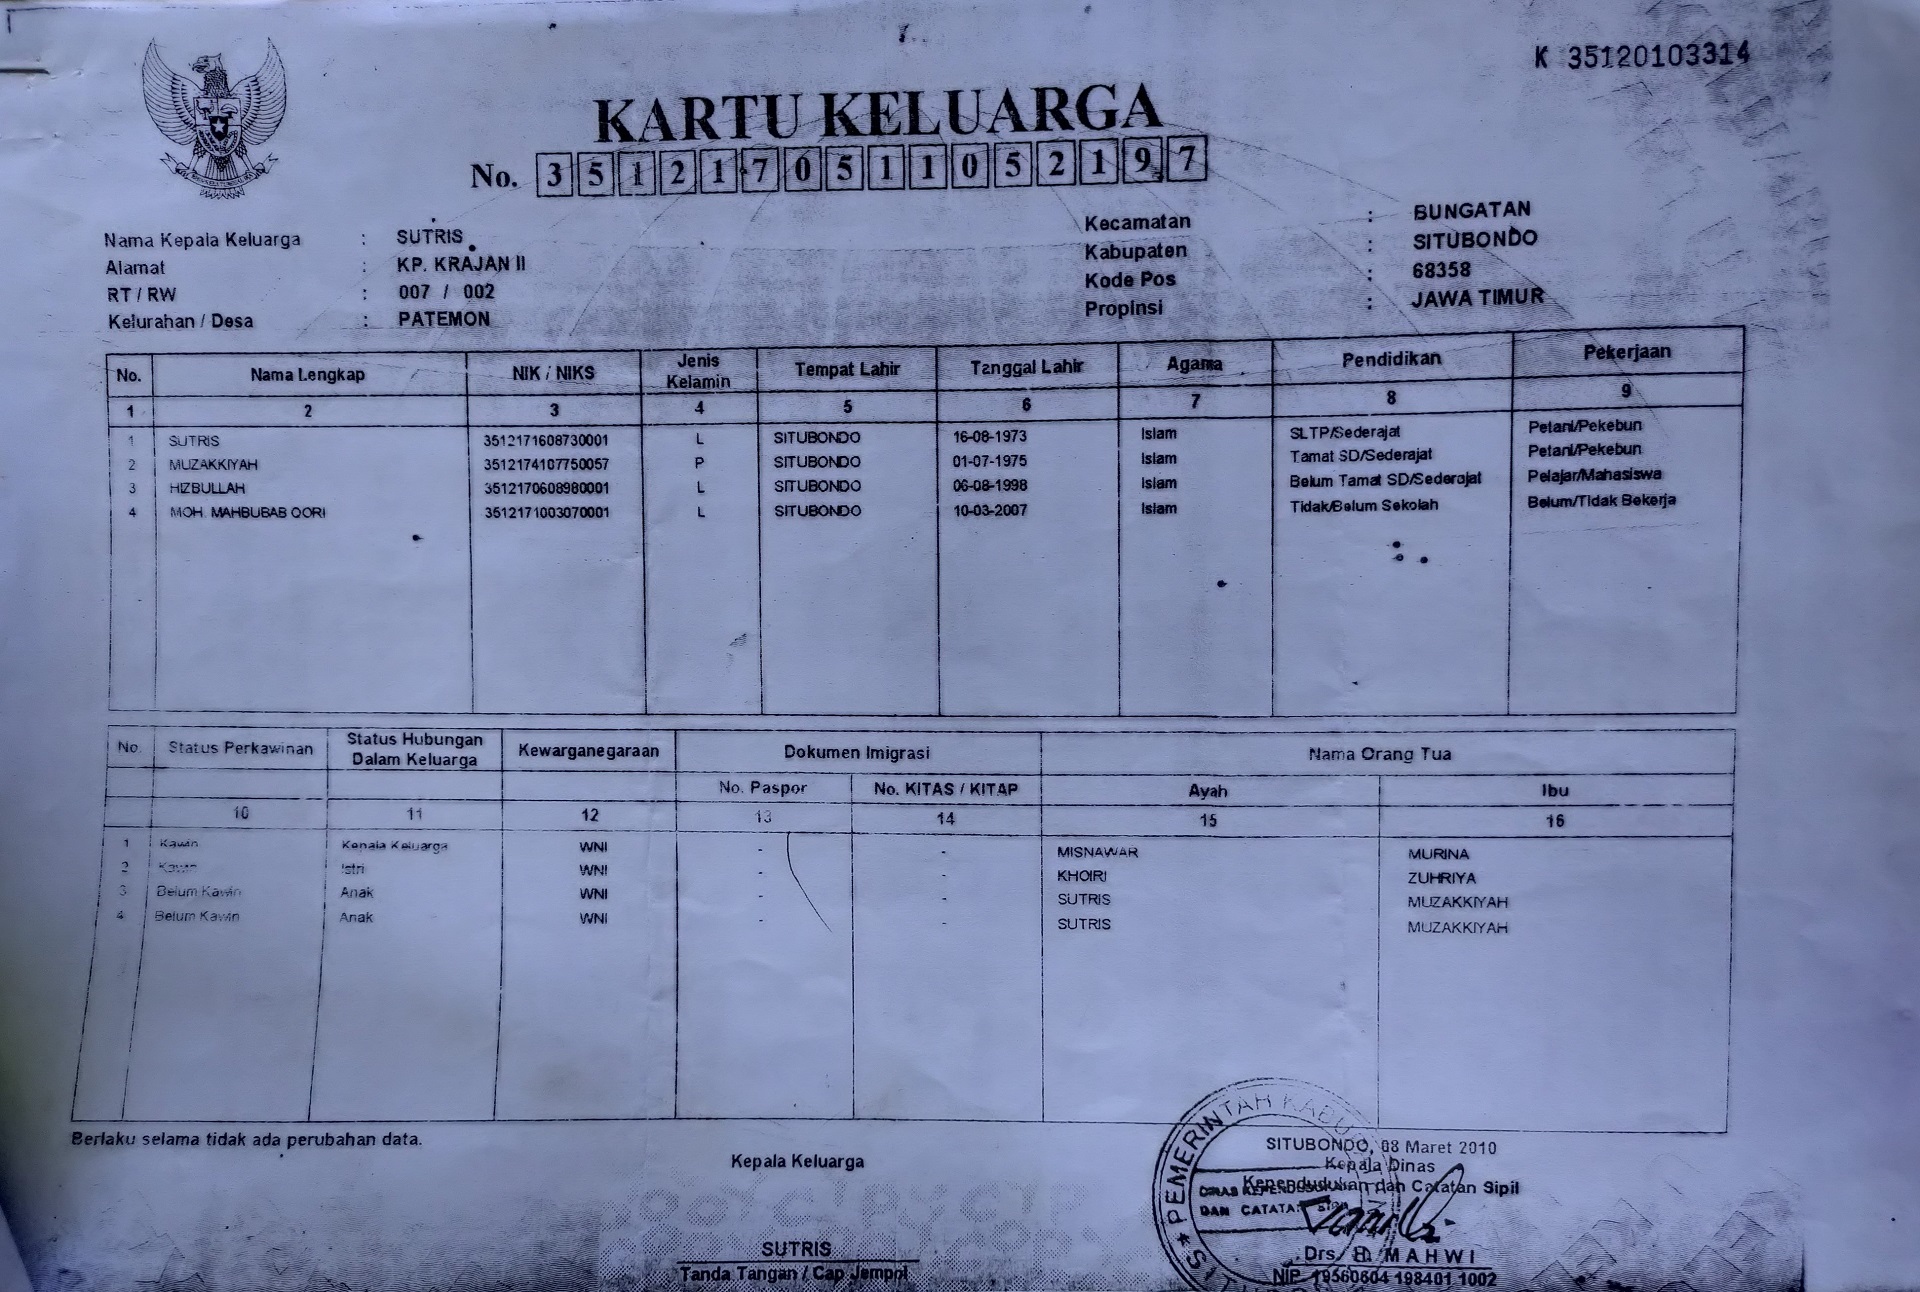 K 35120103314
KARTU KELUARGA
No. 3512170511052197
Nama Kepala Keluarga : SUTRIS
Alamat : KP. KRAJAN II
RT / RW : 007 / 002
Kelurahan / Desa : PATEMON
Kecamatan : BUNGATAN
Kabupaten : SITUBONDO
Kode Pos : 68358
Propinsi : JAWA TIMUR
No. Nama Lengkap NIK / NIKS Jenis Kelamin Tempat Lahir Tanggal Lahir Agama Pendidikan Pekerjaan
1 2 3 4 5 6 7 8 9
1 SUTRIS 3512171608730001 L SITUBONDO 16-08-1973 Islam SLTP/Sederajat Petani/Pekebun
2 MUZAKKIYAH 3512174107750057 P SITUBONDO 01-07-1975 Islam Tamat SD/Sederajat Petani/Pekebun
3 HIZBULLAH 3512170608980001 L SITUBONDO 06-08-1998 Islam Belum Tamat SD/Sederajat Pelajar/Mahasiswa
4 MOH. MAHBUBAB QORI 3512171003070001 L SITUBONDO 10-03-2007 Islam Tidak/Belum Sekolah Belum/Tidak Bekerja
No. Status Perkawinan Status Hubungan Dalam Keluarga Kewarganegaraan Dokumen Imigrasi Nama Orang Tua
No. Paspor No. KITAS / KITAP Ayah Ibu
10 11 12 13 14 15 16
1 Kawin Kepala Keluarga WNI - - MISNAWAR MURINA
2 Kawin Istri WNI - - KHOIRI ZUHRIYA
3 Belum Kawin Anak WNI - - SUTRIS MUZAKKIYAH
4 Belum Kawin Anak WNI - - SUTRIS MUZAKKIYAH
Berlaku selama tidak ada perubahan data.
Kepala Keluarga
SUTRIS
Tanda Tangan / Cap Jempol
SITUBONDO, 08 Maret 2010
Kepala Dinas
Kependudukan dan Catatan Sipil
PEMERINTAH
DINAS KEPENDUDUKAN
DAN CATATAN SIPIL
Drs. H. MAHWI
NIP. 19560604 198401 1002